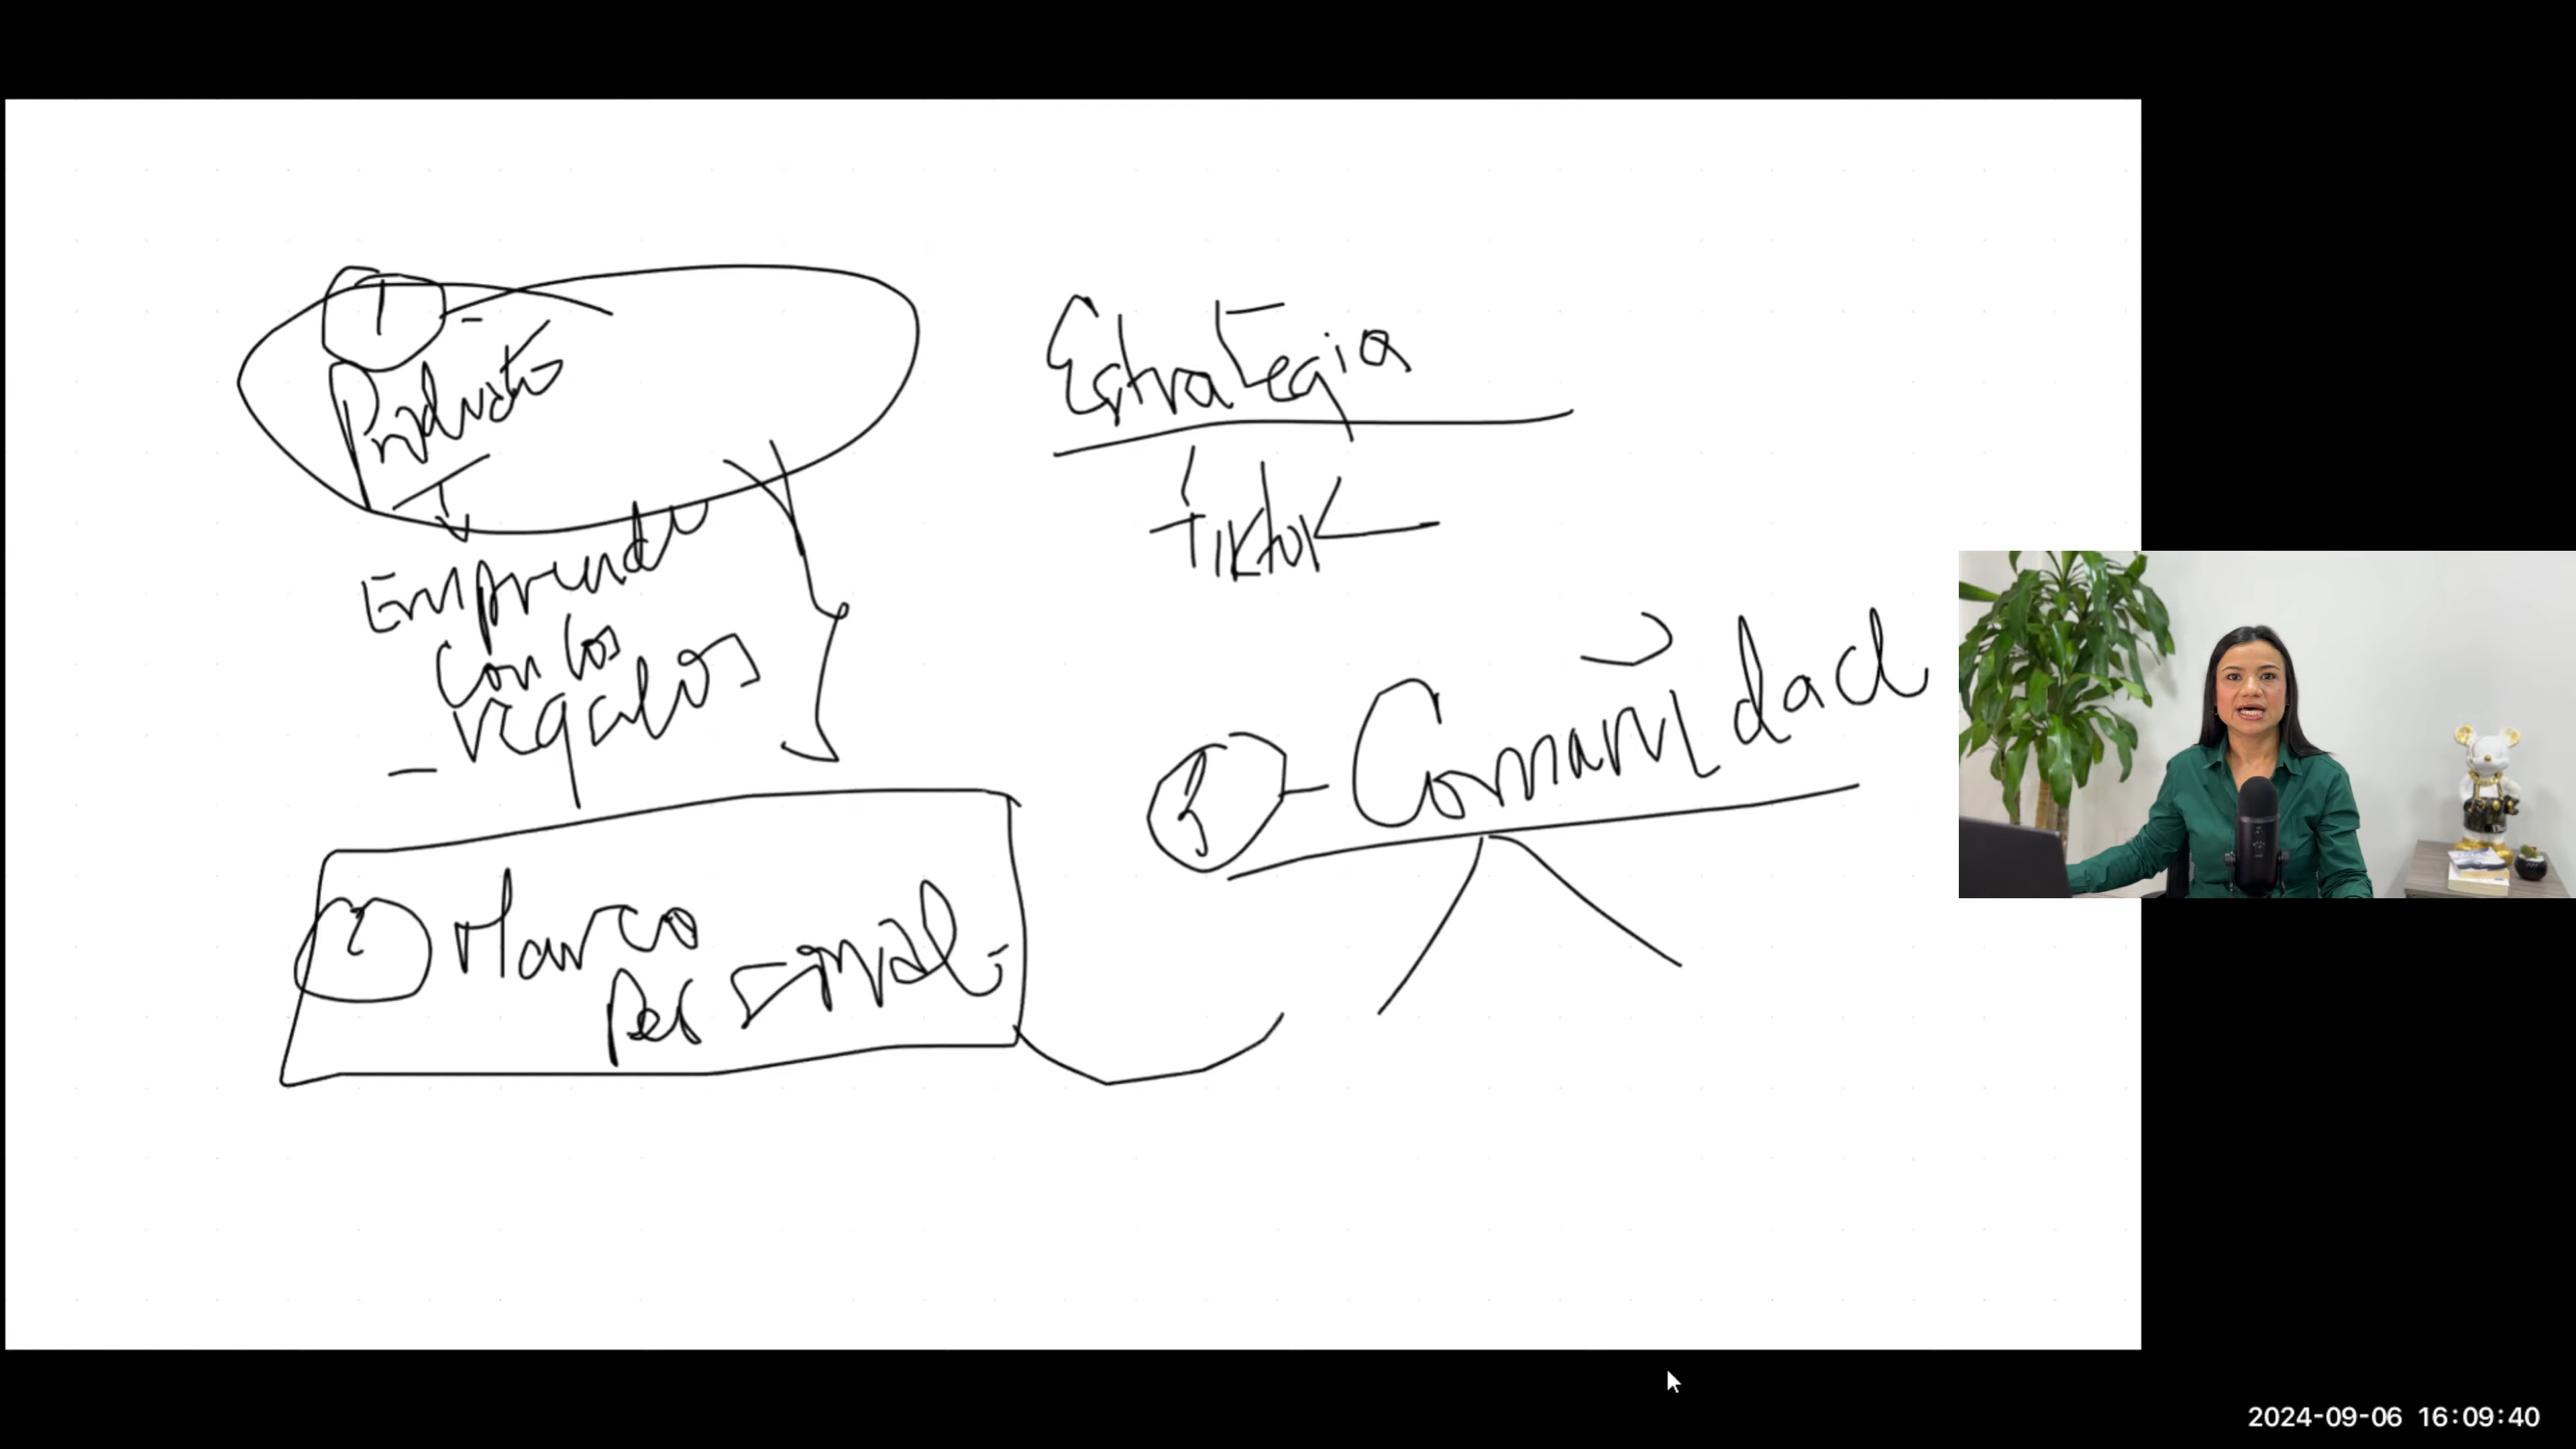 1 -
Producto
Emprender
con los
regalos
2 Marca
Personal
Estrategia
Tiktok
3 - Comunidad
2024-09-06 16:09:40